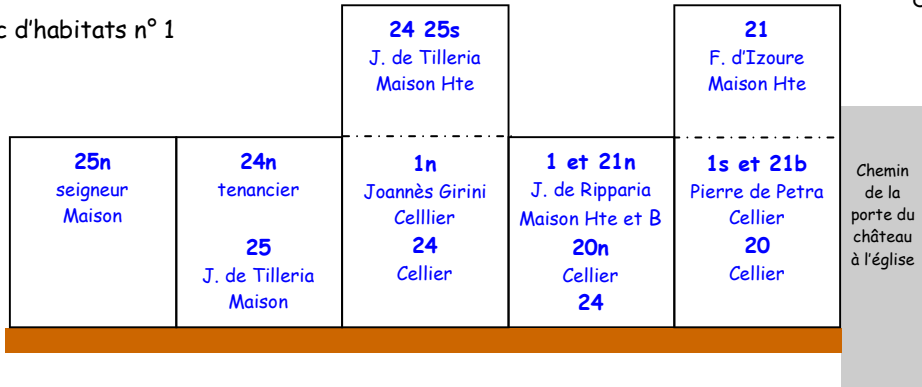 c d'habitats n° 1
24 25s
J. de Tilleria
Maison Hte
21
F. d'Izoure
Maison Hte
25n
seigneur
Maison
24n
tenancier
25
J. de Tilleria
Maison
1n
Joannès Girini
Celllier
24
Cellier
1 et 21n
J. de Ripparia
Maison Hte et B
20n
Cellier
24
1s et 21b
Pierre de Petra
Cellier
20
Cellier
Chemin
de la
porte du
château
à l'église